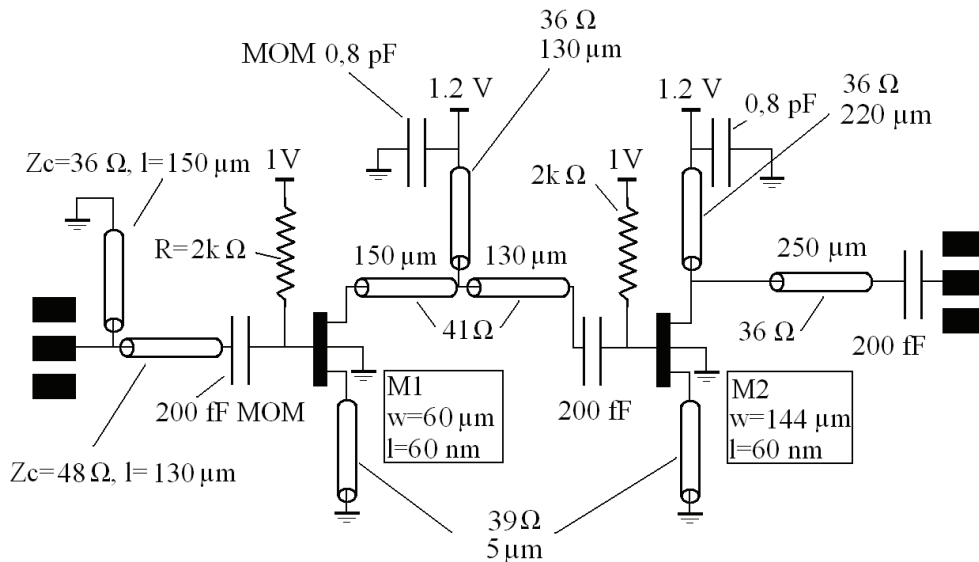 36 Ω
130 µm
MOM 0,8 pF
1.2 V
1.2 V
36 Ω
220 µm
0,8 pF
Zc=36 Ω, l=150 µm
1V
1V
2k Ω
R=2k Ω
150 µm
130 µm
250 µm
41Ω
36 Ω
200 fF
200 fF MOM
M1
w=60 µm
l=60 nm
200 fF
M2
w=144 µm
l=60 nm
Zc=48 Ω, l= 130 µm
39Ω
5 µm